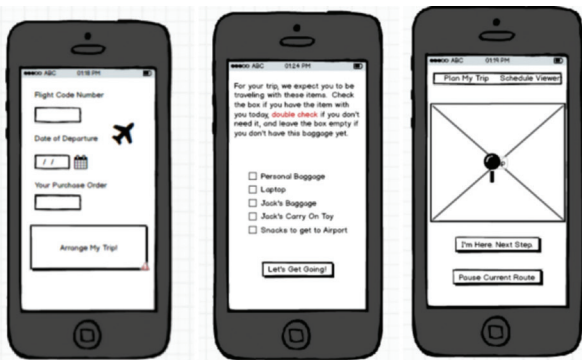 ABC 01:18 PM
Flight Code Number
Date of Departure
/ /
Your Purchase Order
Arrange My Trip!
ABC 01:24 PM
For your trip, we expect you to be
traveling with these items. Check
the box if you have the item with
you today, double check if you don't
need it, and leave the box empty if
you don't have this baggage yet.
Personal Baggage
Laptop
Jack's Baggage
Jack's Carry On Toy
Snacks to get to Airport
Let's Get Going!
ABC 01:19 PM
Plan My Trip Schedule Viewer
I'm Here. Next Step.
Pause Current Route